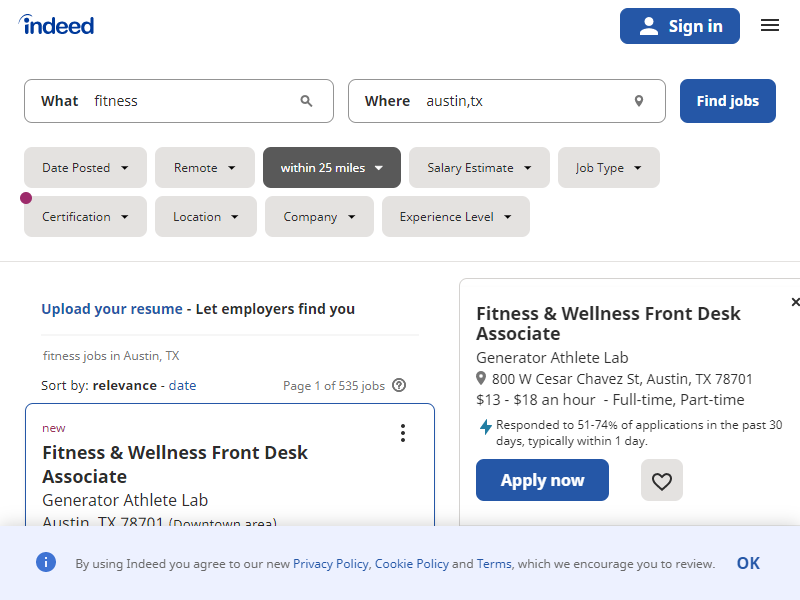 indeed
Sign in
What fitness
Where austin,tx
Find jobs
Date Posted
Remote
within 25 miles
Salary Estimate
Job Type
Certification
Location
Company
Experience Level
Upload your resume - Let employers find you
fitness jobs in Austin, TX
Sort by: relevance - date
Page 1 of 535 jobs
new
Fitness & Wellness Front Desk
Associate
Generator Athlete Lab
Austin, TX 78701 (Downtown area)
Fitness & Wellness Front Desk
Associate
Generator Athlete Lab
800 W Cesar Chavez St, Austin, TX 78701
$13 - $18 an hour - Full-time, Part-time
Responded to 51-74% of applications in the past 30
days, typically within 1 day.
Apply now
By using Indeed you agree to our new Privacy Policy, Cookie Policy and Terms, which we encourage you to review.
OK